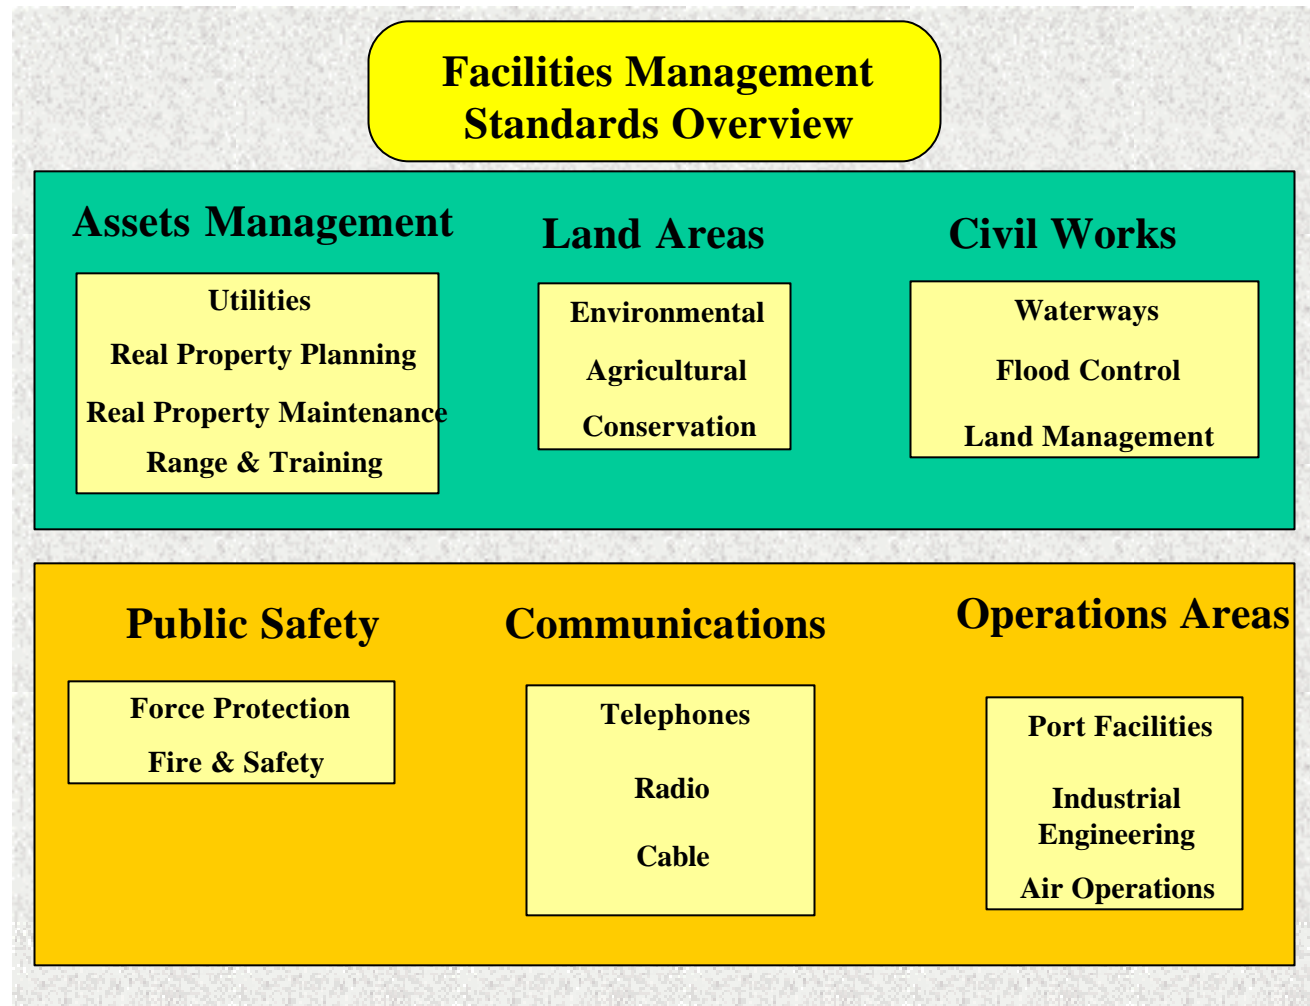 Facilities Management
Standards Overview
Assets Management
Utilities
Real Property Planning
Real Property Maintenance
Range & Training
Land Areas
Environmental
Agricultural
Conservation
Civil Works
Waterways
Flood Control
Land Management
Public Safety
Force Protection
Fire & Safety
Communications
Telephones
Radio
Cable
Operations Areas
Port Facilities
Industrial
Engineering
Air Operations